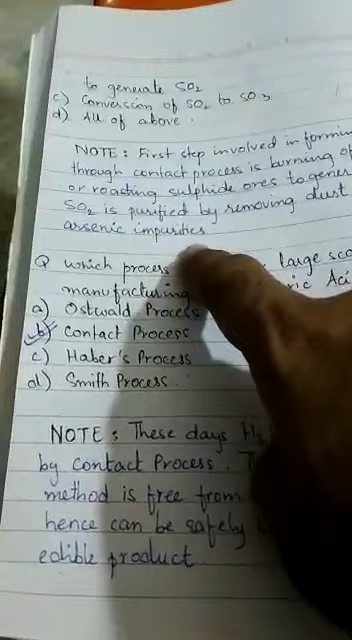 to generate SO2
c) Conversion of SO2 to SO3
d) All of above.
NOTE: First step involved in
through contact process is burning of
or roasting sulphide ores to
SO2 is purified by removing dust
arsenic impurities
Q which process large
manufacturing
a) Ostwald Process
b) Contact Process
c) Haber's Process
d) Smith Process.
NOTE: These days
by Contact Process.
method is free from
hence can be safely
edible product